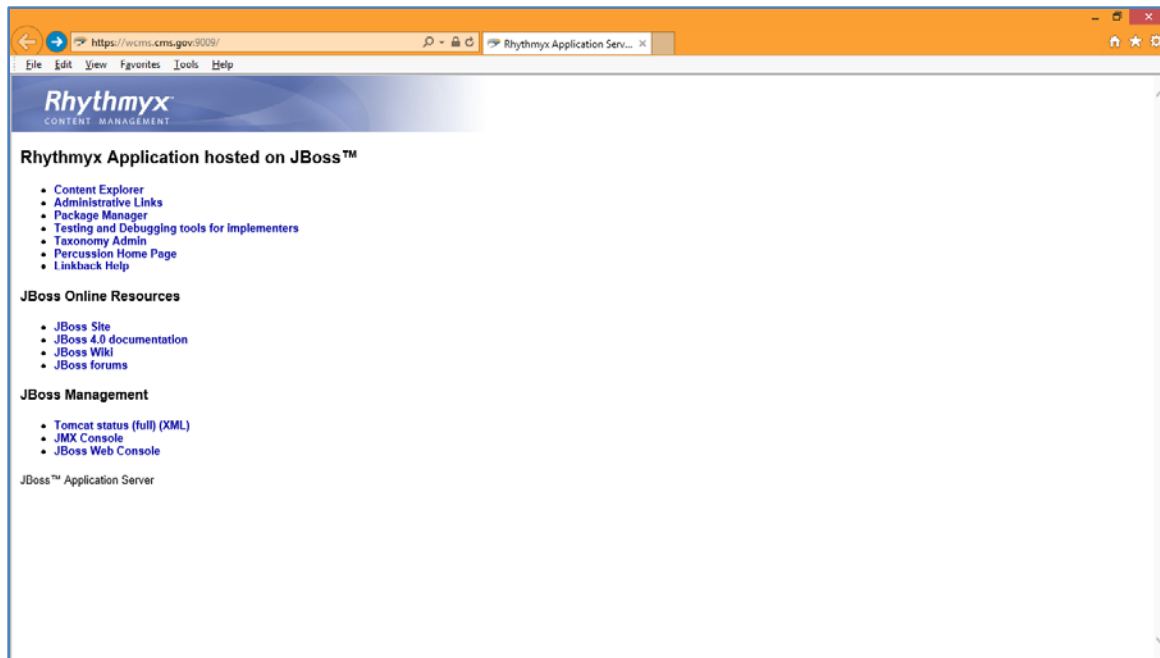 https://wcms.cms.gov:9009/
Rhythmyx Application Serv...
File Edit View Favorites Tools Help
Rhythmyx
CONTENT MANAGEMENT
Rhythmyx Application hosted on JBoss™
Content Explorer
Administrative Links
Package Manager
Testing and Debugging tools for implementers
Taxonomy Admin
Percussion Home Page
Linkback Help
JBoss Online Resources
JBoss Site
JBoss 4.0 documentation
JBoss Wiki
JBoss forums
JBoss Management
Tomcat status (full) (XML)
JMX Console
JBoss Web Console
JBoss™ Application Server